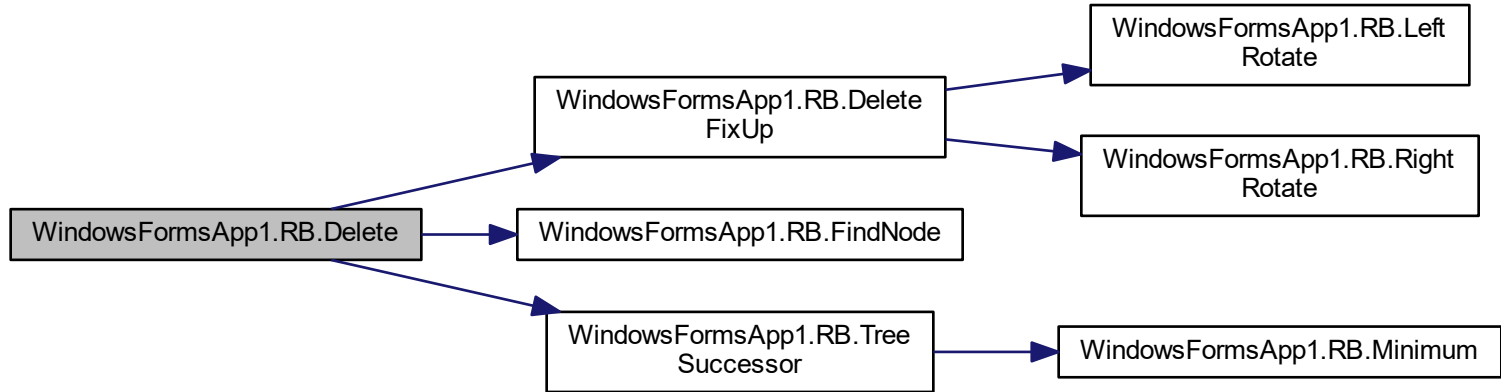 WindowsFormsApp1.RB.Left
Rotate
WindowsFormsApp1.RB.Delete
FixUp
WindowsFormsApp1.RB.Right
Rotate
WindowsFormsApp1.RB.Delete
WindowsFormsApp1.RB.FindNode
WindowsFormsApp1.RB.Tree
Successor
WindowsFormsApp1.RB.Minimum